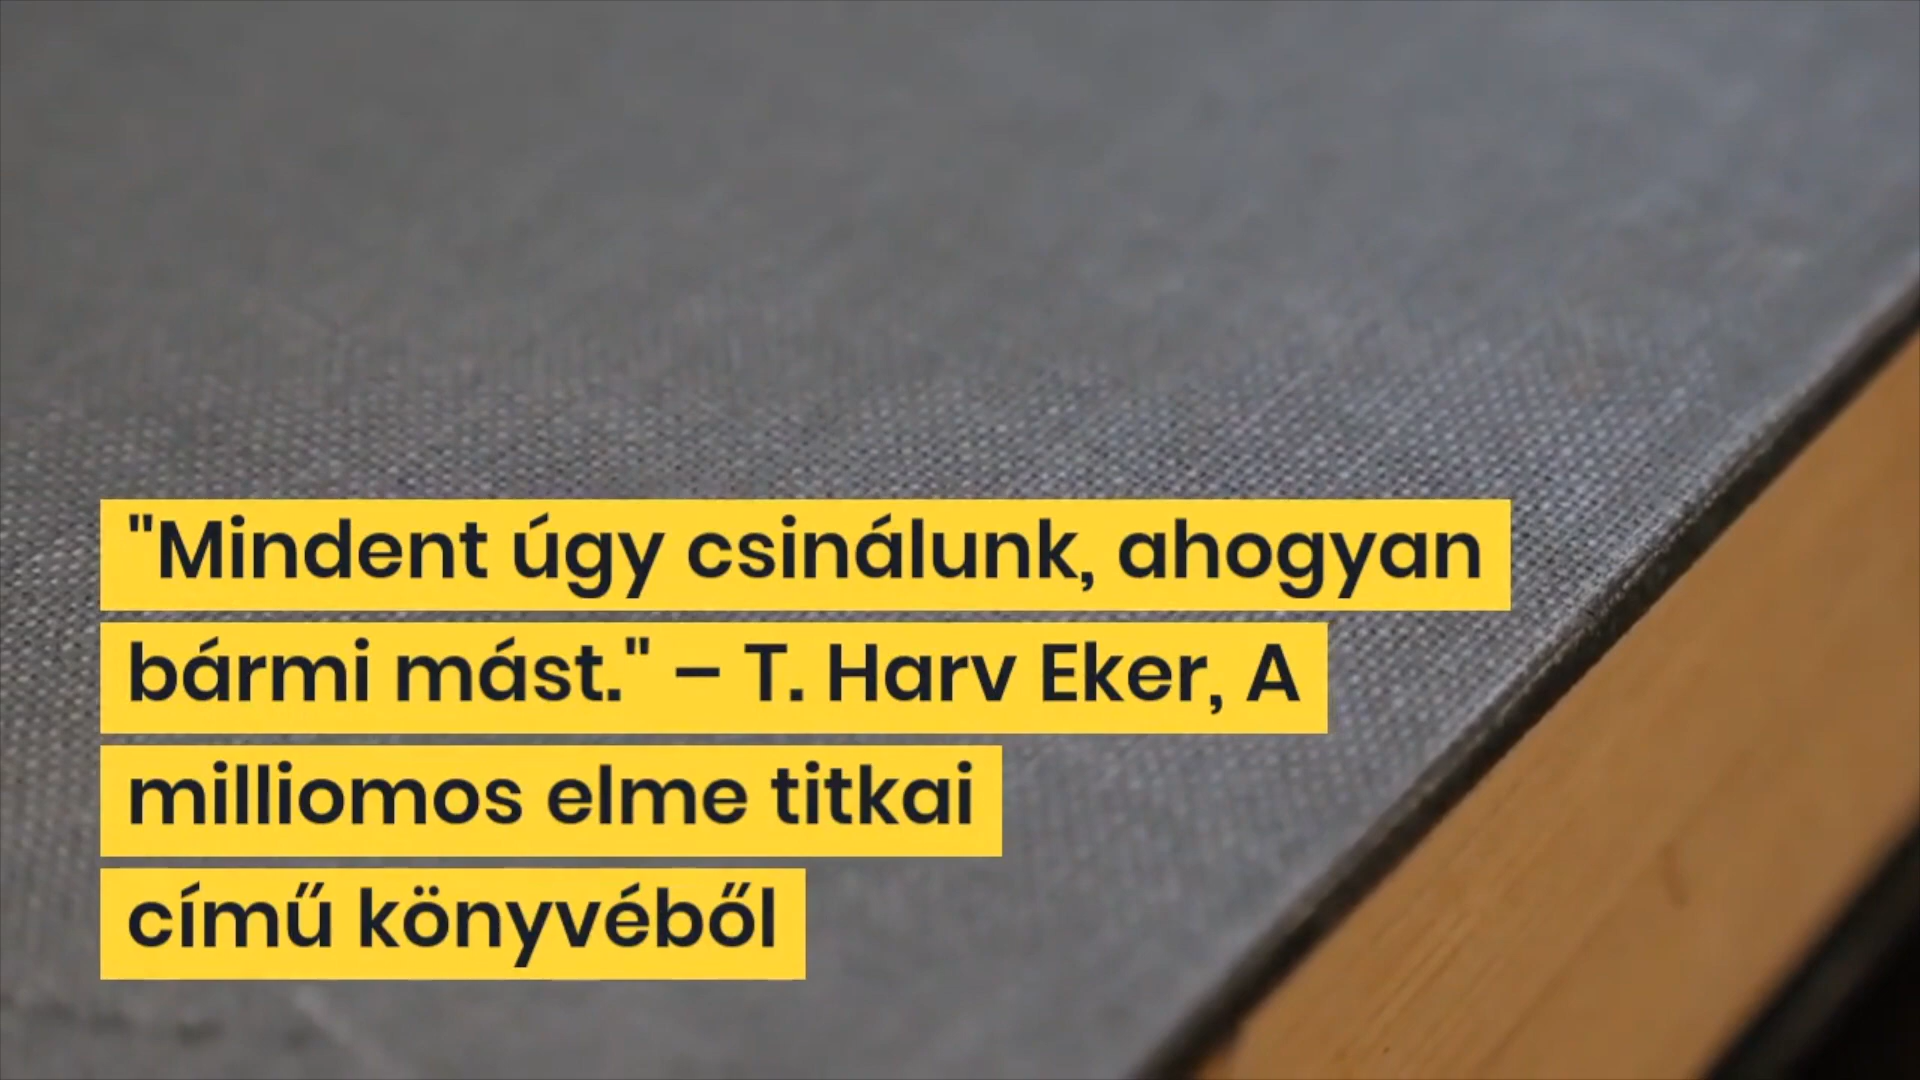 "Mindent úgy csinálunk, ahogyan
bármi mást." – T. Harv Eker, A
milliomos elme titkai
című könyvéből